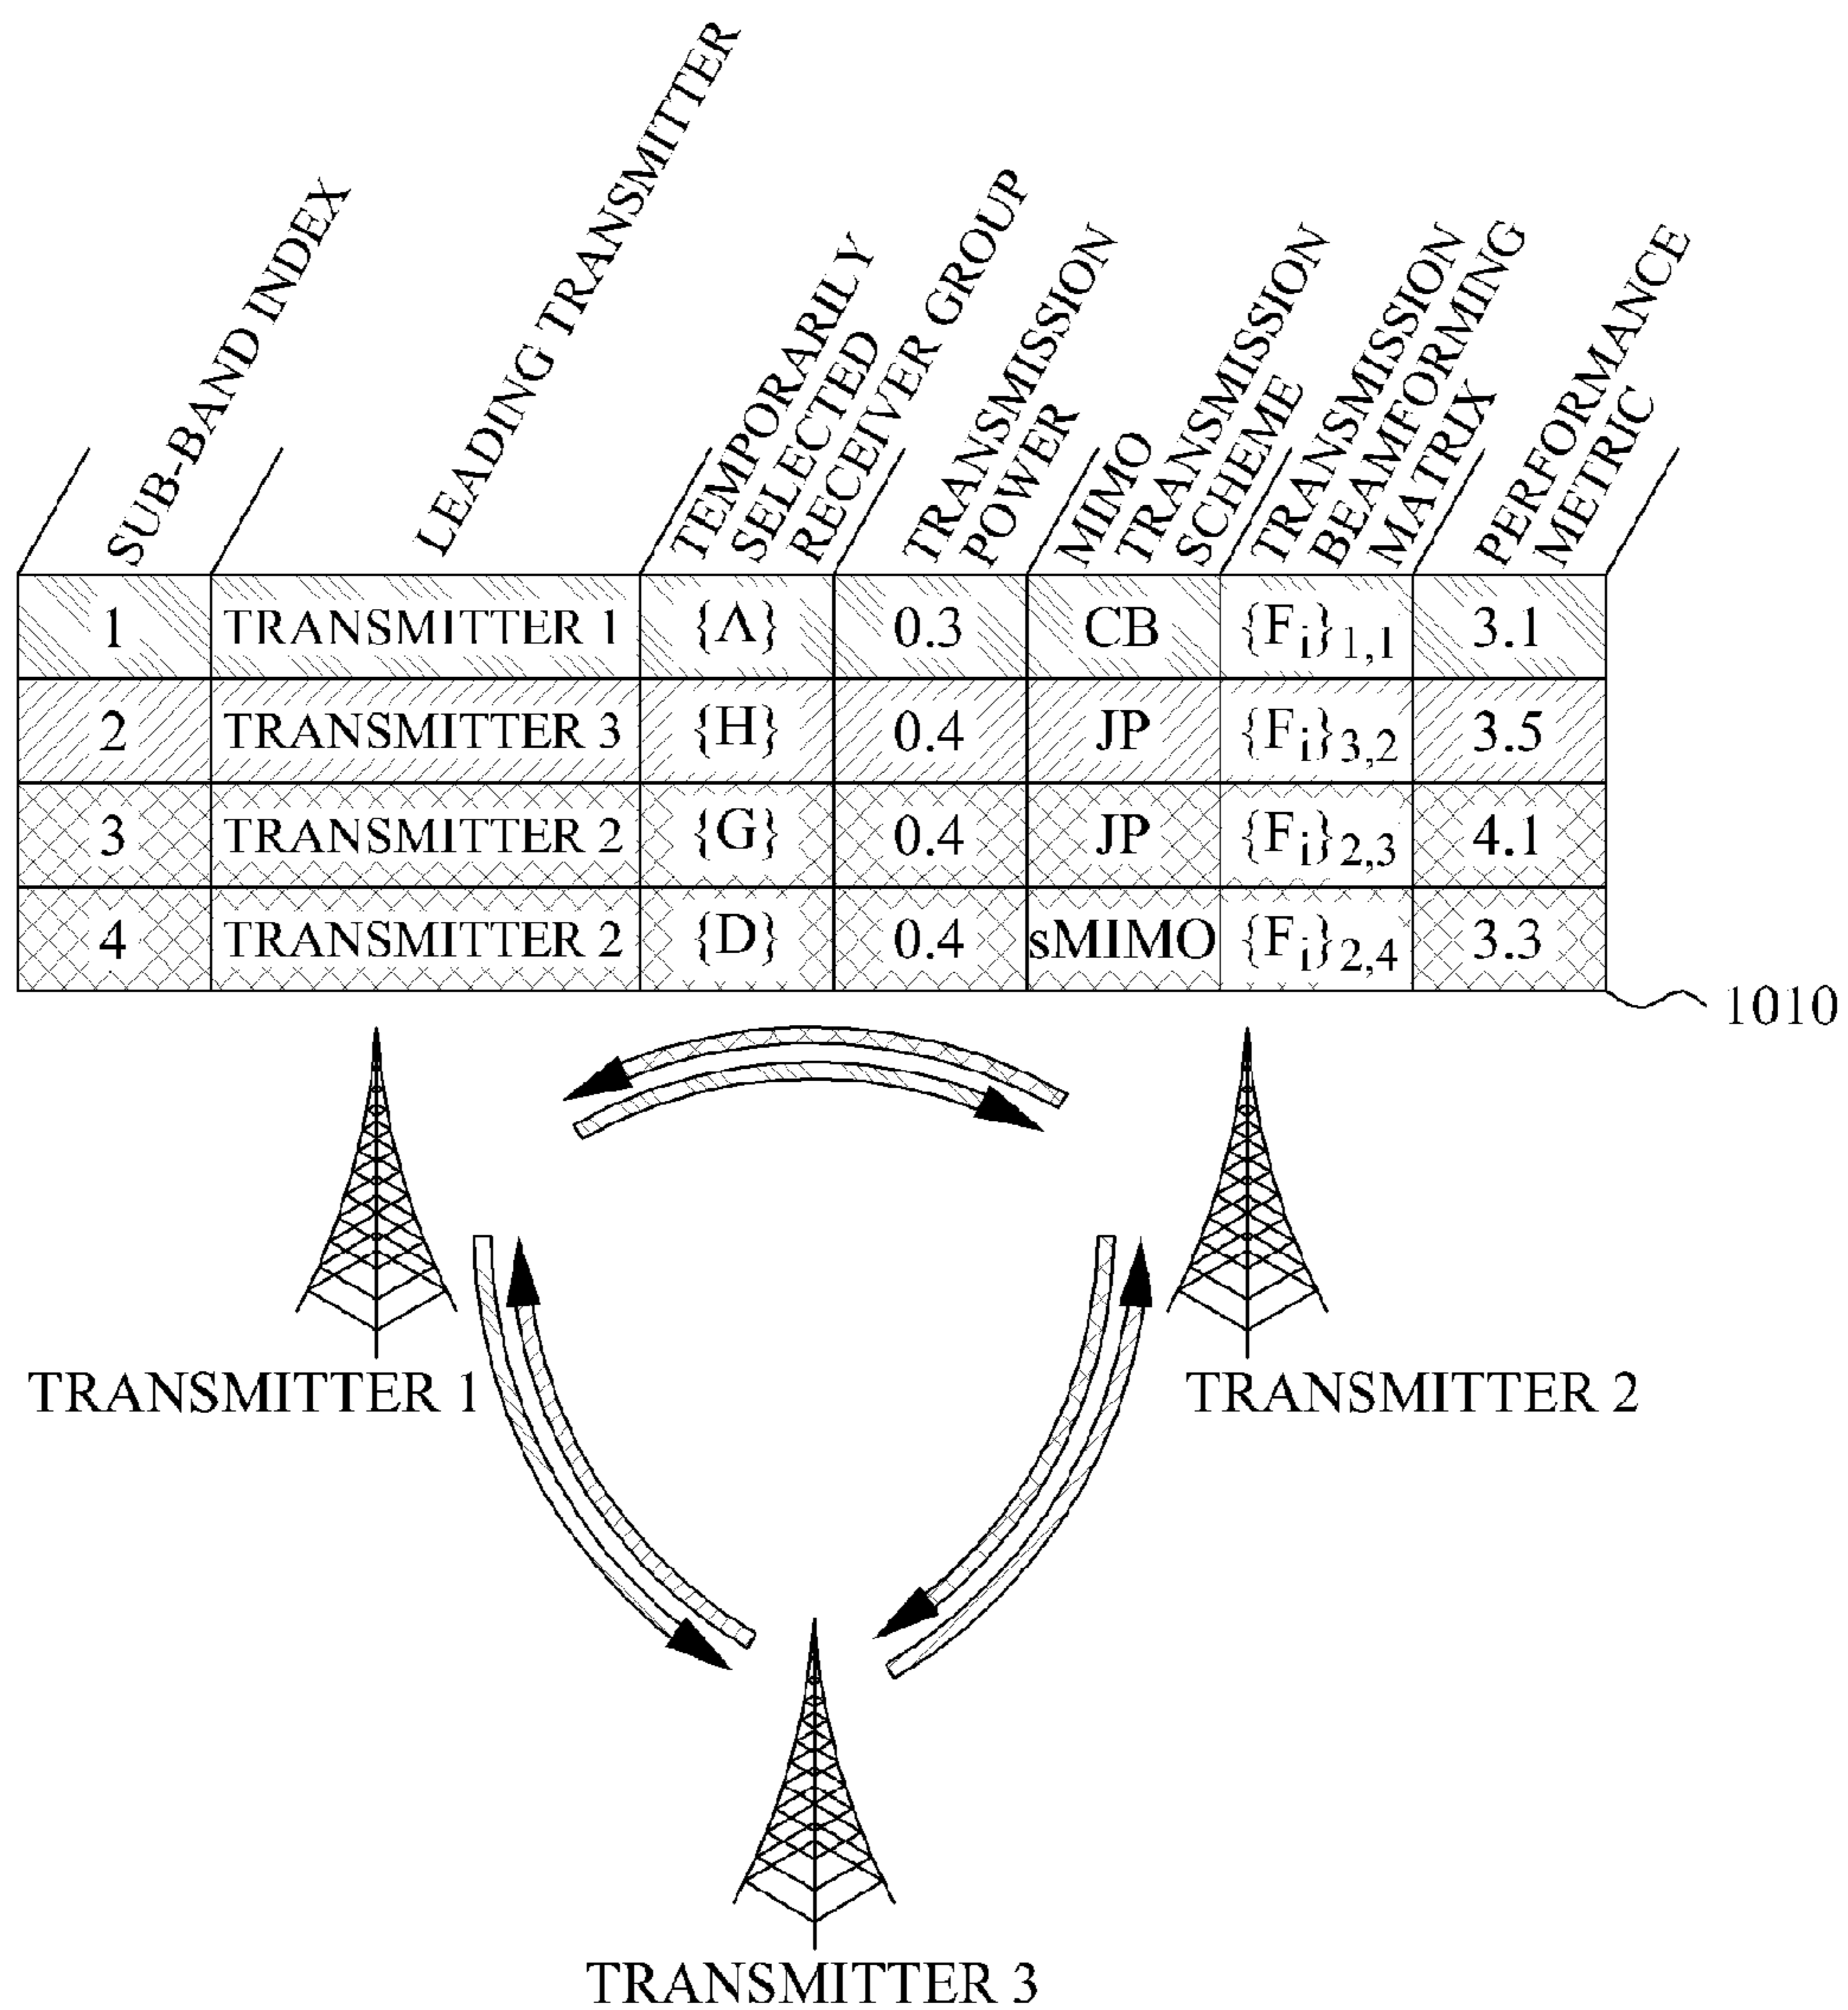 SUB-BAND INDEX
LEADING TRANSMITTER
TEMPORARILY
SELECTED
RECEIVER GROUP
TRANSMISSION
POWER
MIMO
TRANSMISSION
SCHEME
TRANSMISSION
BEAMFORMING
MATRIX
PERFORMANCE
METRIC
1 TRANSMITTER 1 {Λ} 0.3 CB {Fi}1,1 3.1
2 TRANSMITTER 3 {H} 0.4 JP {Fi}3,2 3.5
3 TRANSMITTER 2 {G} 0.4 JP {Fi}2,3 4.1
4 TRANSMITTER 2 {D} 0.4 sMIMO {Fi}2,4 3.3
1010
TRANSMITTER 1
TRANSMITTER 2
TRANSMITTER 3